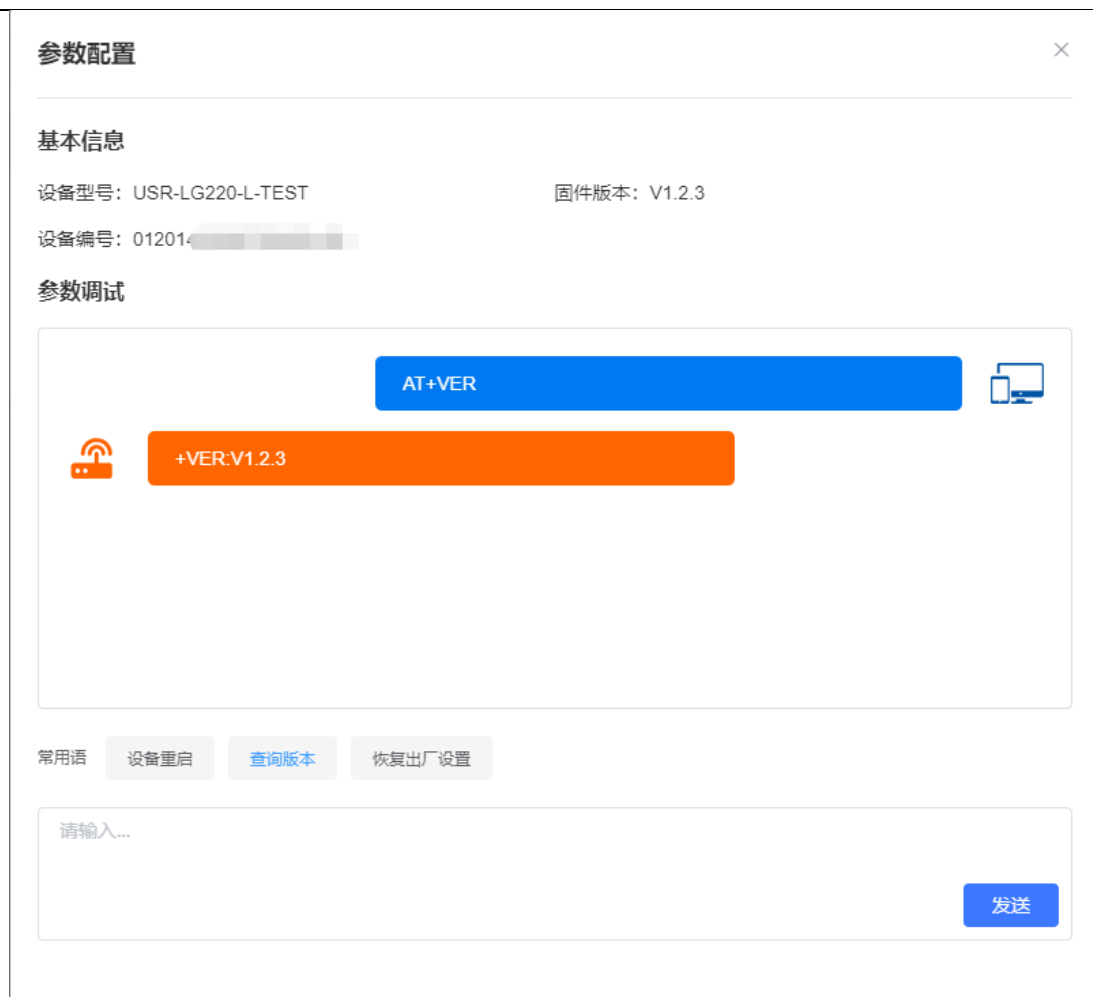 参数配置
基本信息
设备型号：USR-LG220-L-TEST 固件版本：V1.2.3
设备编号：01201
参数调试
AT+VER
+VER:V1.2.3
常用语 设备重启 查询版本 恢复出厂设置
请输入...
发送